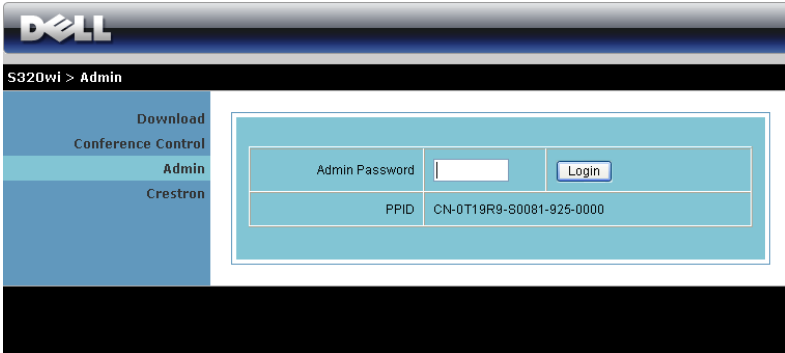 DELL
S320wi > Admin
Download
Conference Control
Admin
Crestron
Admin Password
Login
PPID CN-0T19R9-S0081-925-0000